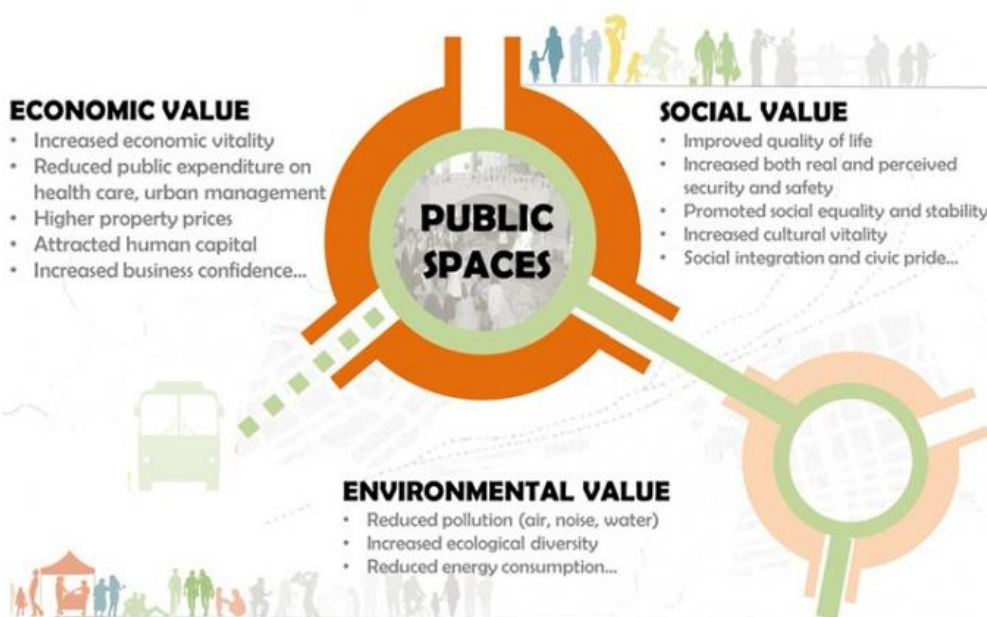 ECONOMIC VALUE
• Increased economic vitality
• Reduced public expenditure on
health care, urban management
• Higher property prices
• Attracted human capital
• Increased business confidence...
PUBLIC
SPACES
SOCIAL VALUE
• Improved quality of life
• Increased both real and perceived
security and safety
• Promoted social equality and stability
• Increased cultural vitality
• Social integration and civic pride...
ENVIRONMENTAL VALUE
• Reduced pollution (air, noise, water)
• Increased ecological diversity
• Reduced energy consumption...